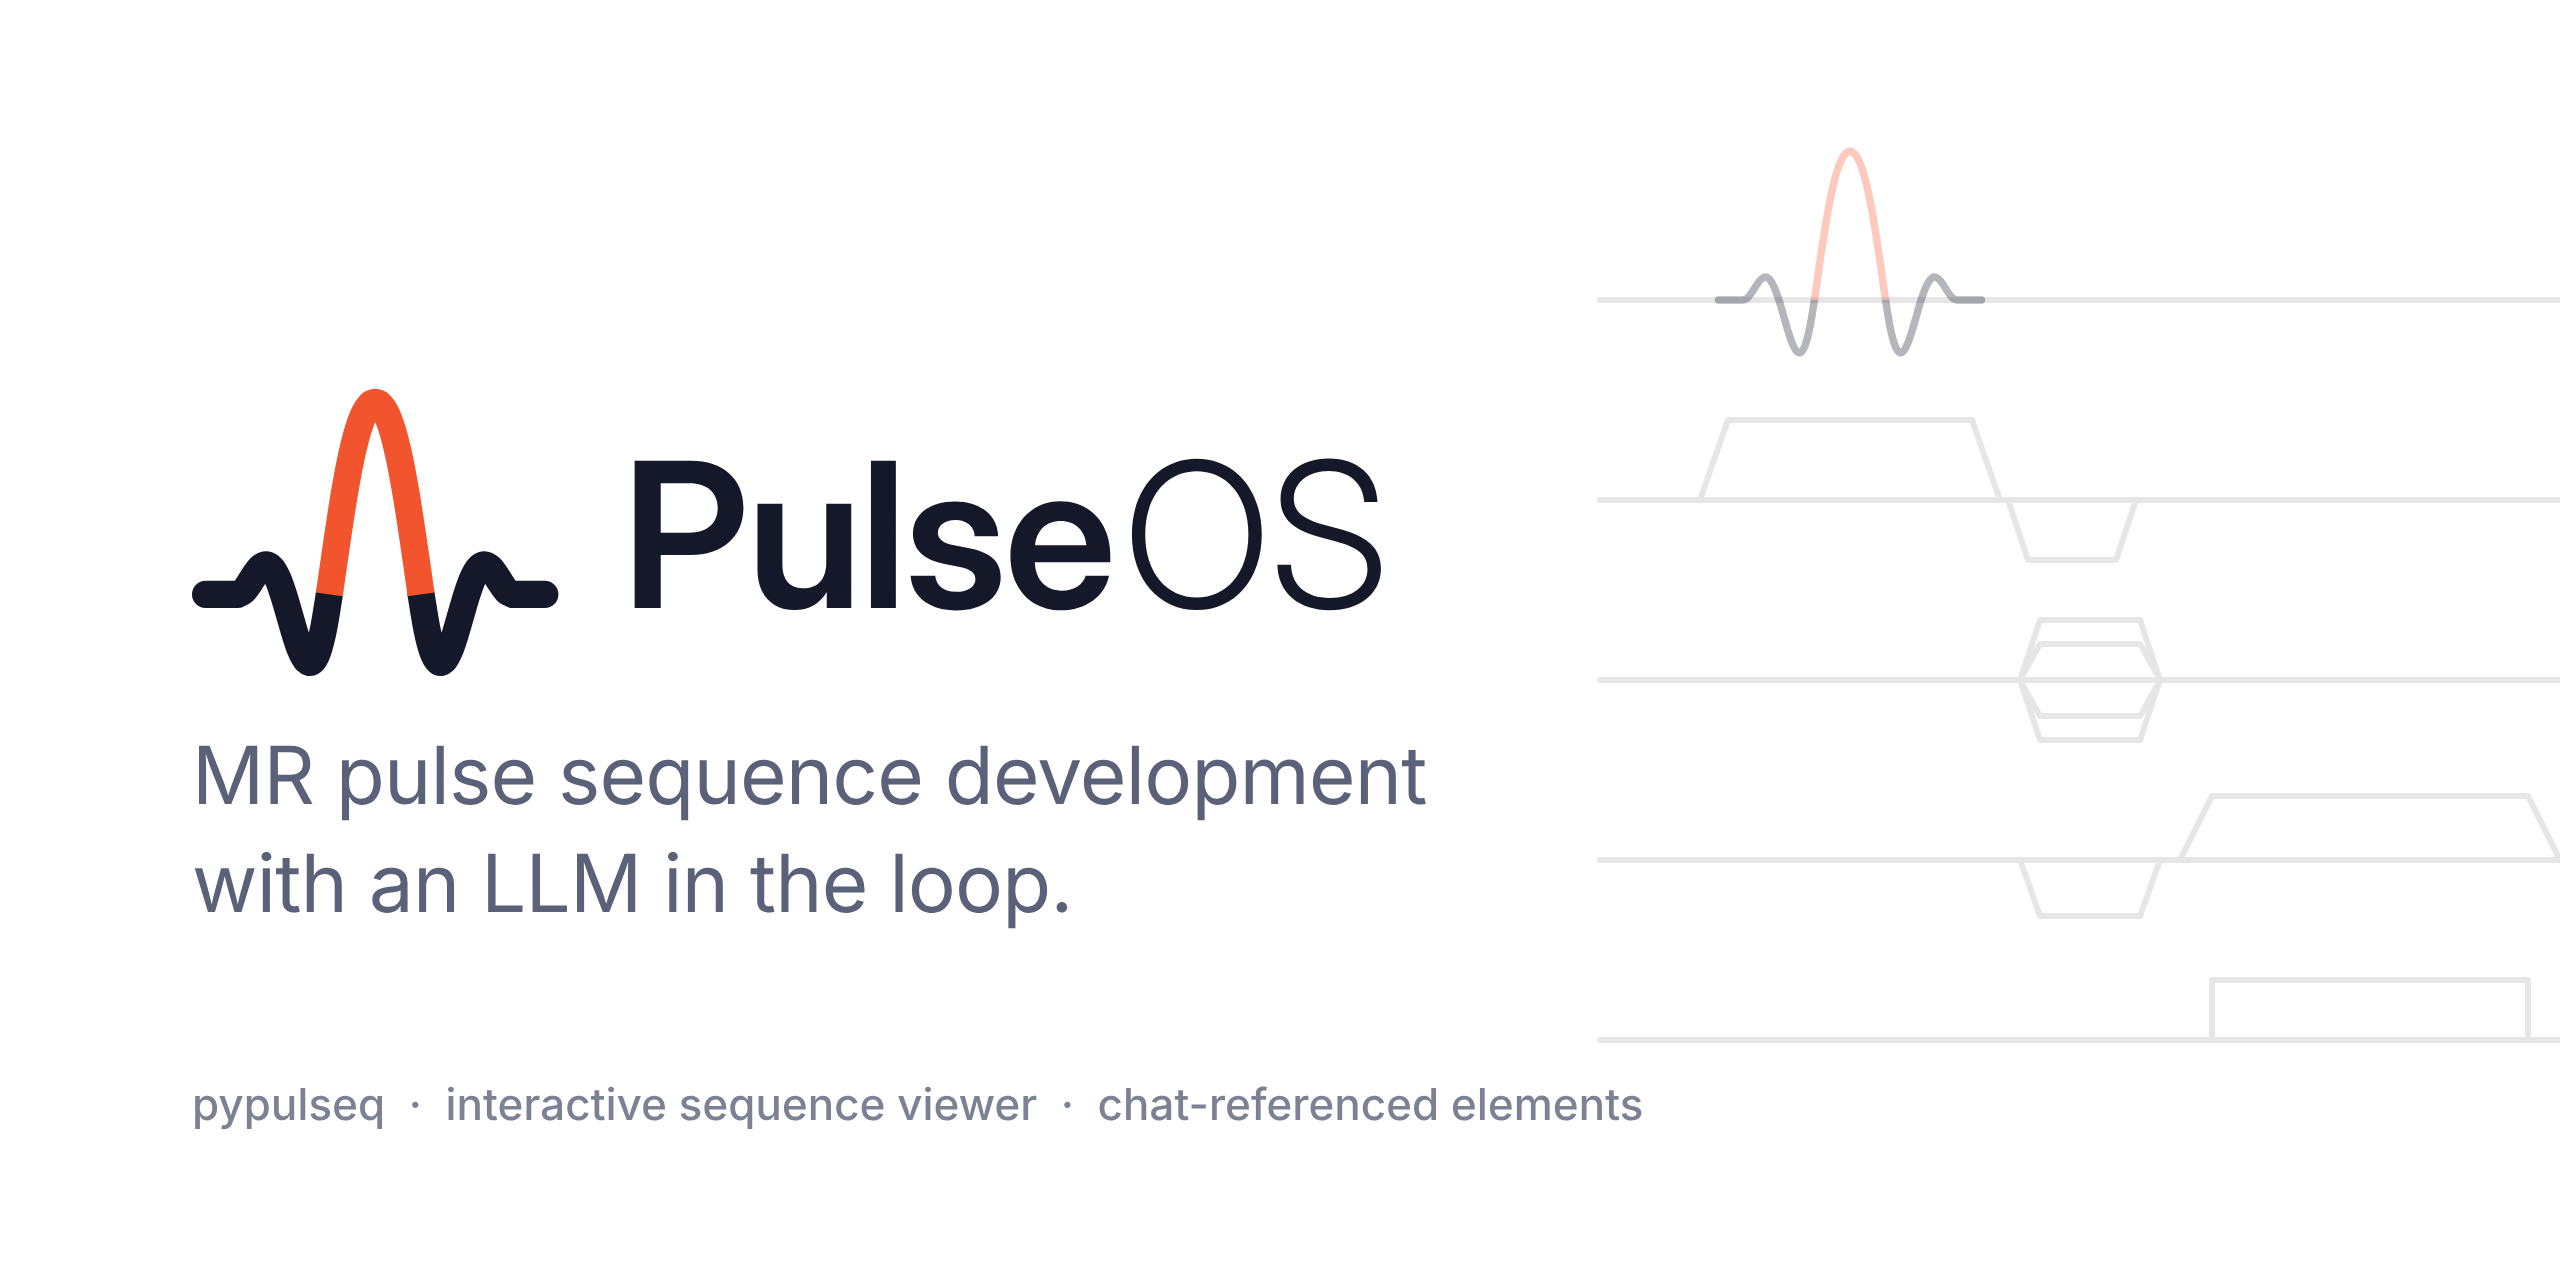 PulseOS
MR pulse sequence development
with an LLM in the loop.
pypulseq · interactive sequence viewer · chat-referenced elements